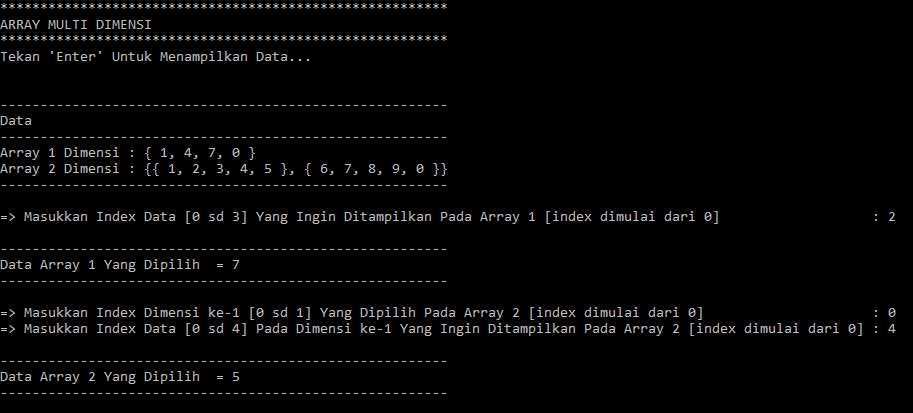 ********************************************************
ARRAY MULTI DIMENSI
********************************************************
Tekan 'Enter' Untuk Menampilkan Data...
--------------------------------------------------------
Data
--------------------------------------------------------
Array 1 Dimensi : { 1, 4, 7, 0 }
Array 2 Dimensi : {{ 1, 2, 3, 4, 5 }, { 6, 7, 8, 9, 0 }}
--------------------------------------------------------
=> Masukkan Index Data [0 sd 3] Yang Ingin Ditampilkan Pada Array 1 [index dimulai dari 0]                   : 2
--------------------------------------------------------
Data Array 1 Yang Dipilih  = 7
--------------------------------------------------------
=> Masukkan Index Dimensi ke-1 [0 sd 1] Yang Dipilih Pada Array 2 [index dimulai dari 0]                     : 0
=> Masukkan Index Data [0 sd 4] Pada Dimensi ke-1 Yang Ingin Ditampilkan Pada Array 2 [index dimulai dari 0] : 4
--------------------------------------------------------
Data Array 2 Yang Dipilih  = 5
--------------------------------------------------------